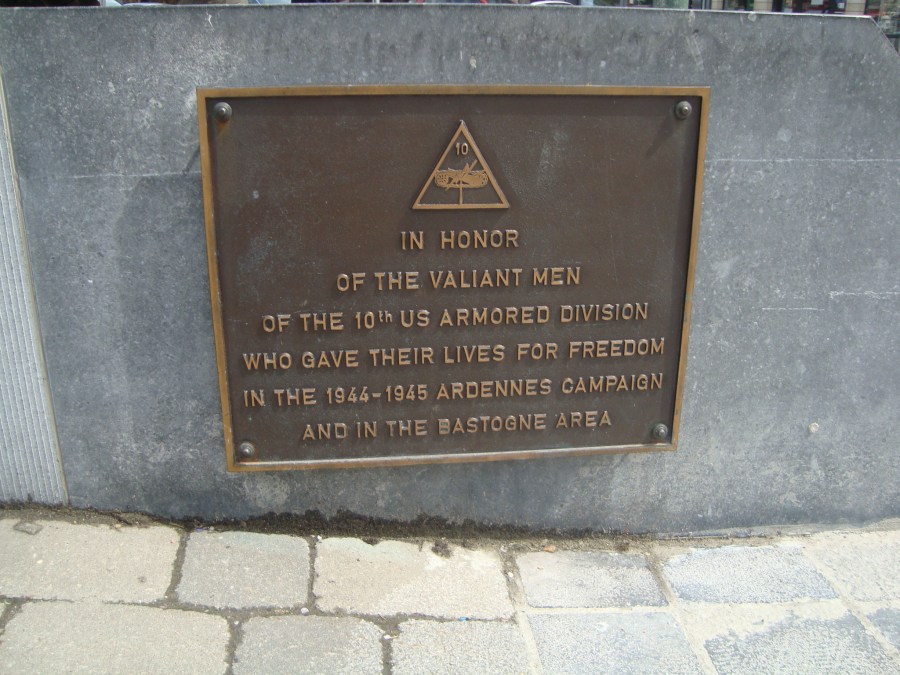 10
IN HONOR
OF THE VALIANT MEN
OF THE 10th US ARMORED DIVISION
WHO GAVE THEIR LIVES FOR FREEDOM
IN THE 1944-1945 ARDENNES CAMPAIGN
AND IN THE BASTOGNE AREA